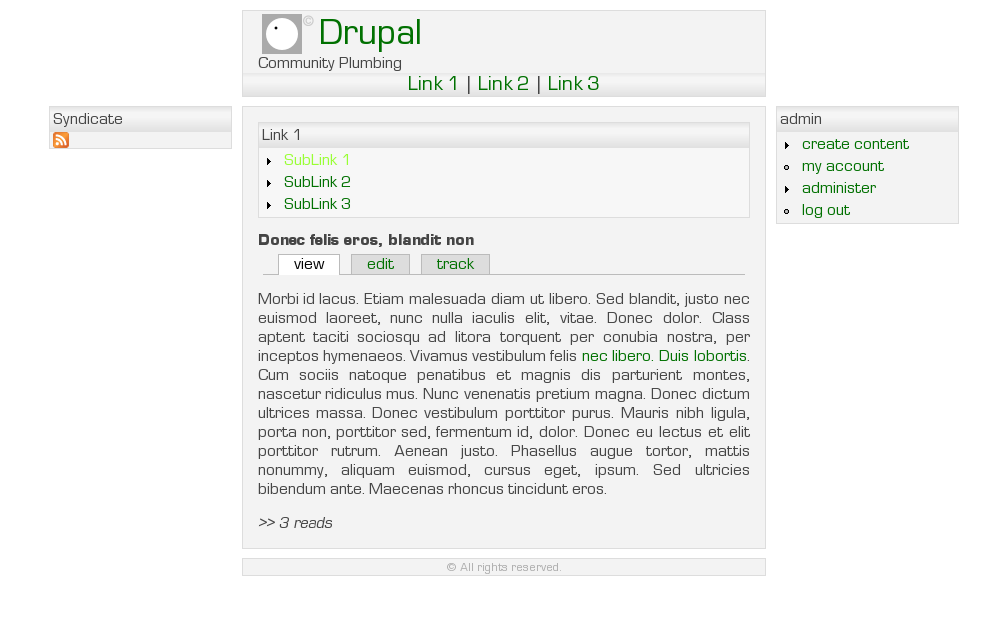 © Drupal
Community Plumbing
Link 1 | Link 2 | Link 3
Syndicate
Link 1
SubLink 1
SubLink 2
SubLink 3
Donec felis eros, blandit non
view edit track
Morbi id lacus. Etiam malesuada diam ut libero. Sed blandit, justo nec
euismod laoreet, nunc nulla iaculis elit, vitae. Donec dolor. Class
aptent taciti sociosqu ad litora torquent per conubia nostra, per
inceptos hymenaeos. Vivamus vestibulum felis nec libero. Duis lobortis.
Cum sociis natoque penatibus et magnis dis parturient montes,
nascetur ridiculus mus. Nunc venenatis pretium magna. Donec dictum
ultrices massa. Donec vestibulum porttitor purus. Mauris nibh ligula,
porta non, porttitor sed, fermentum id, dolor. Donec eu lectus et elit
porttitor rutrum. Aenean justo. Phasellus augue tortor, mattis
nonummy, aliquam euismod, cursus eget, ipsum. Sed ultricies
bibendum ante. Maecenas rhoncus tincidunt eros.
>> 3 reads
admin
create content
my account
administer
log out
© All rights reserved.